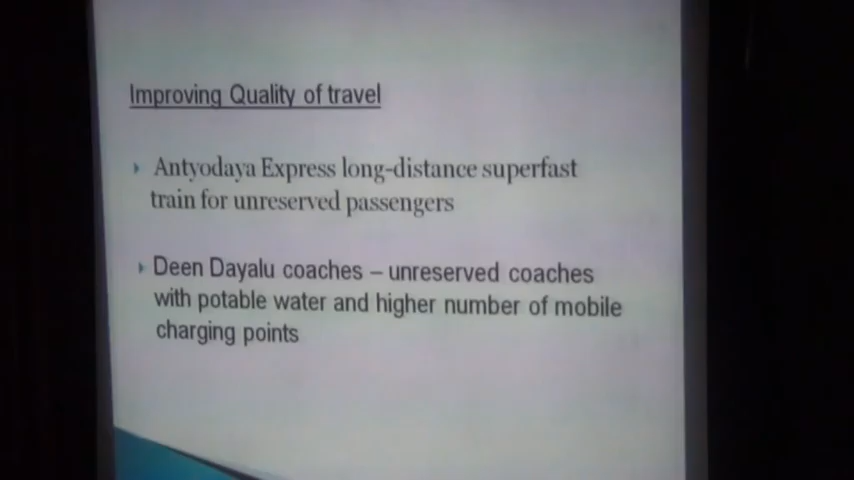 Improving Quality of travel
Antyodaya Express long-distance superfast
train for unreserved passengers
Deen Dayalu coaches – unreserved coaches
with potable water and higher number of mobile
charging points